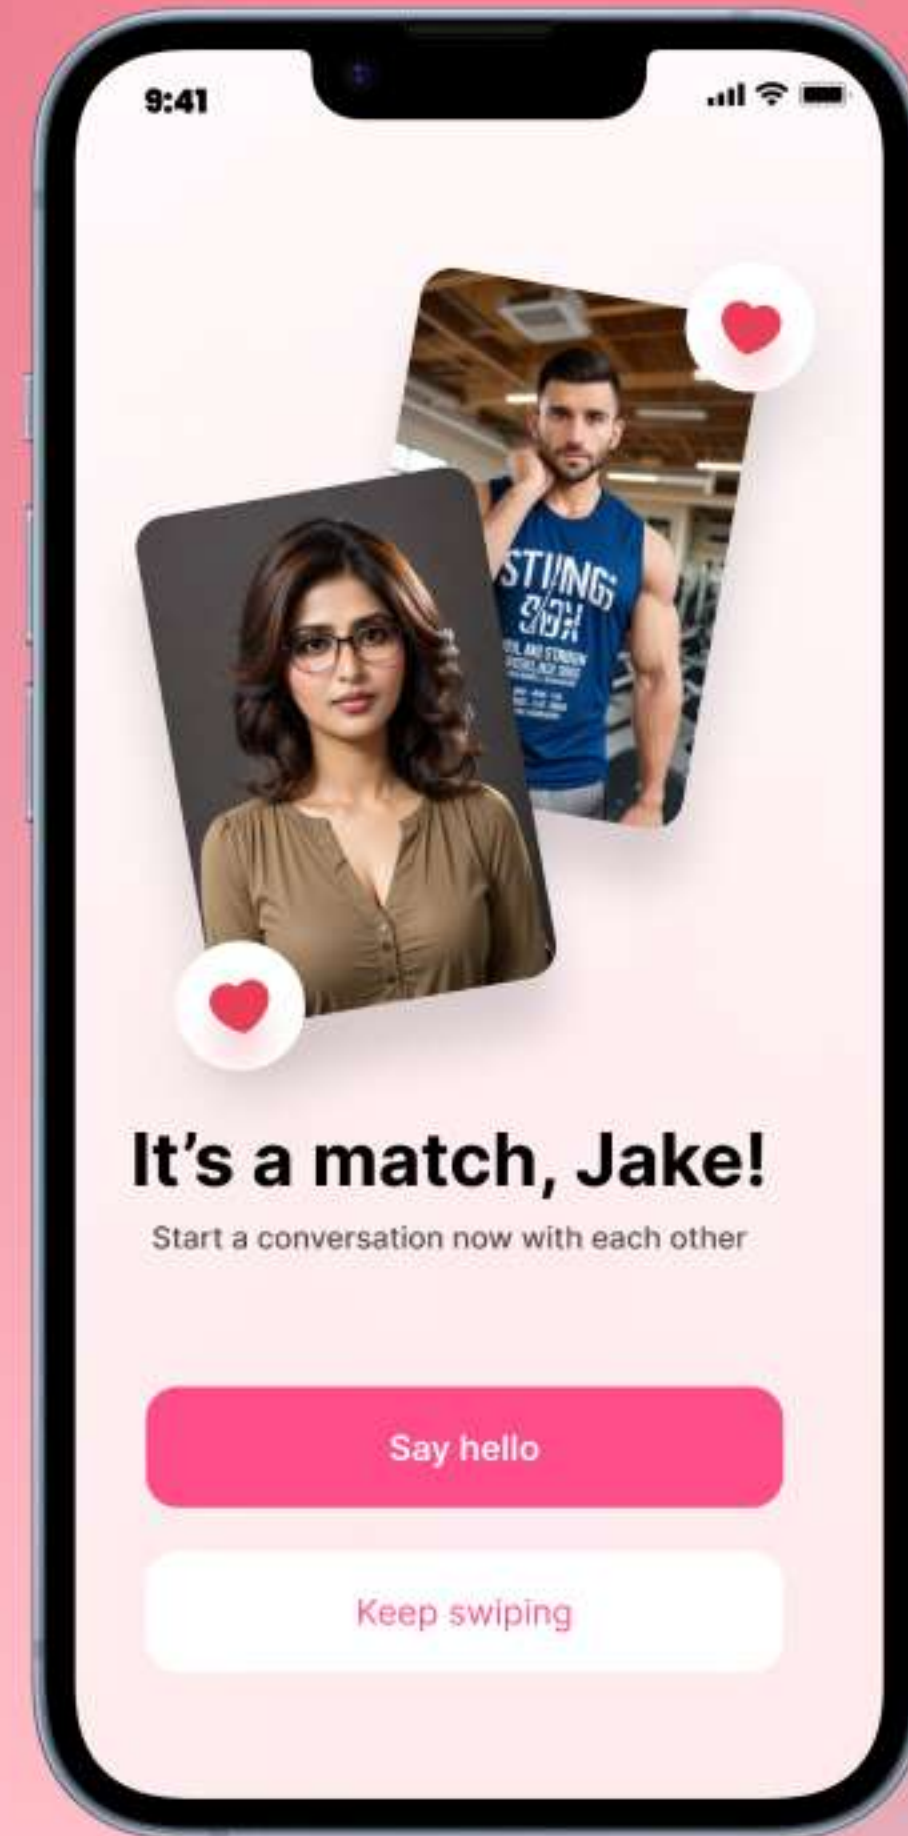 9:41
It’s a match, Jake!
Start a conversation now with each other
Say hello
Keep swiping